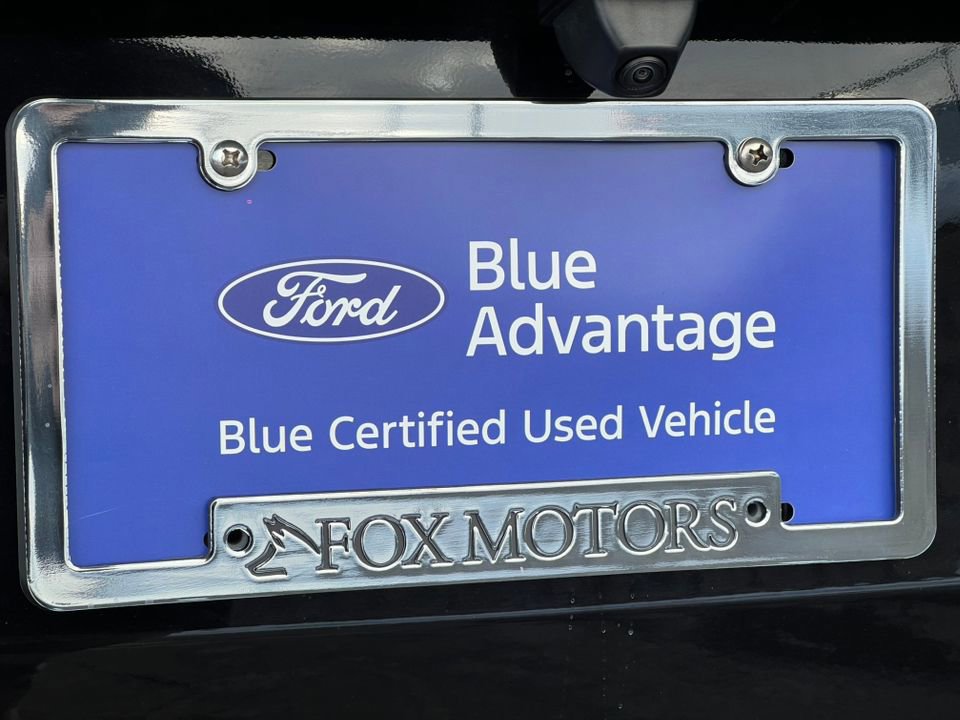 Ford
Blue
Advantage
Blue Certified Used Vehicle
FOX MOTORS